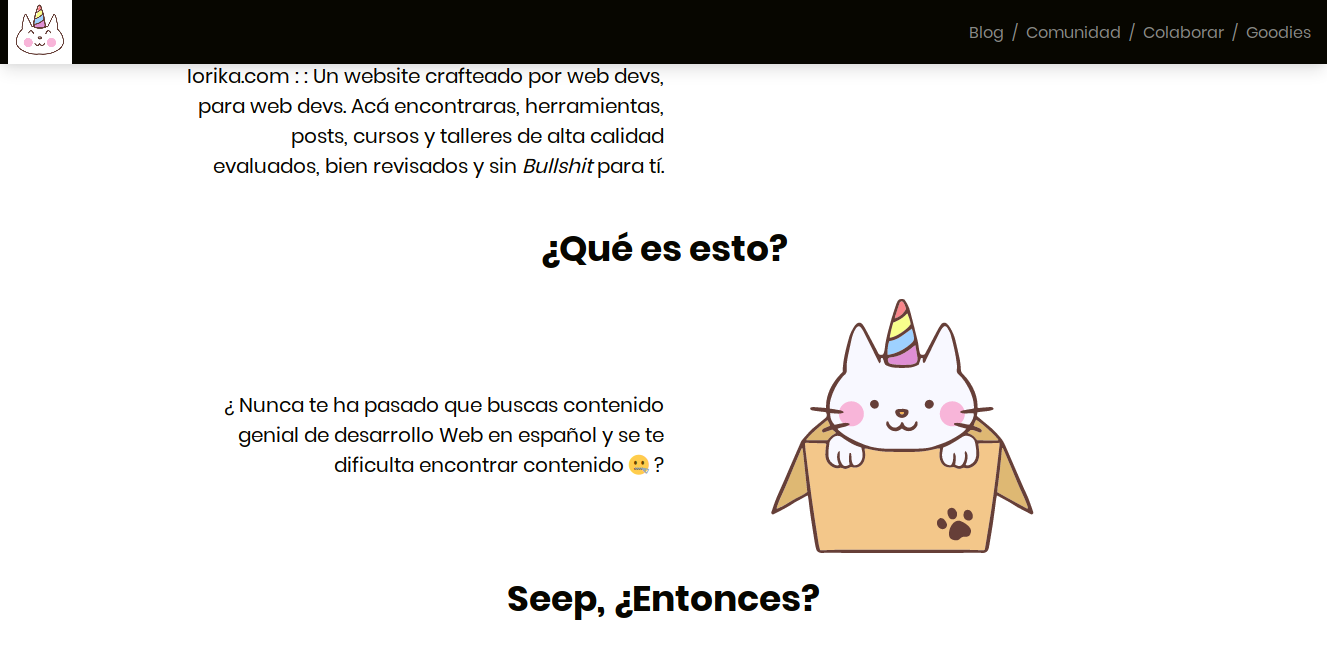 Blog / Comunidad / Colaborar / Goodies
lorika.com : : Un website crafteado por web devs,
para web devs. Acá encontraras, herramientas,
posts, cursos y talleres de alta calidad
evaluados, bien revisados y sin Bullshit para tí.
¿Qué es esto?
¿ Nunca te ha pasado que buscas contenido
genial de desarrollo Web en español y se te
dificulta encontrar contenido 🤐 ?
Seep, ¿Entonces?